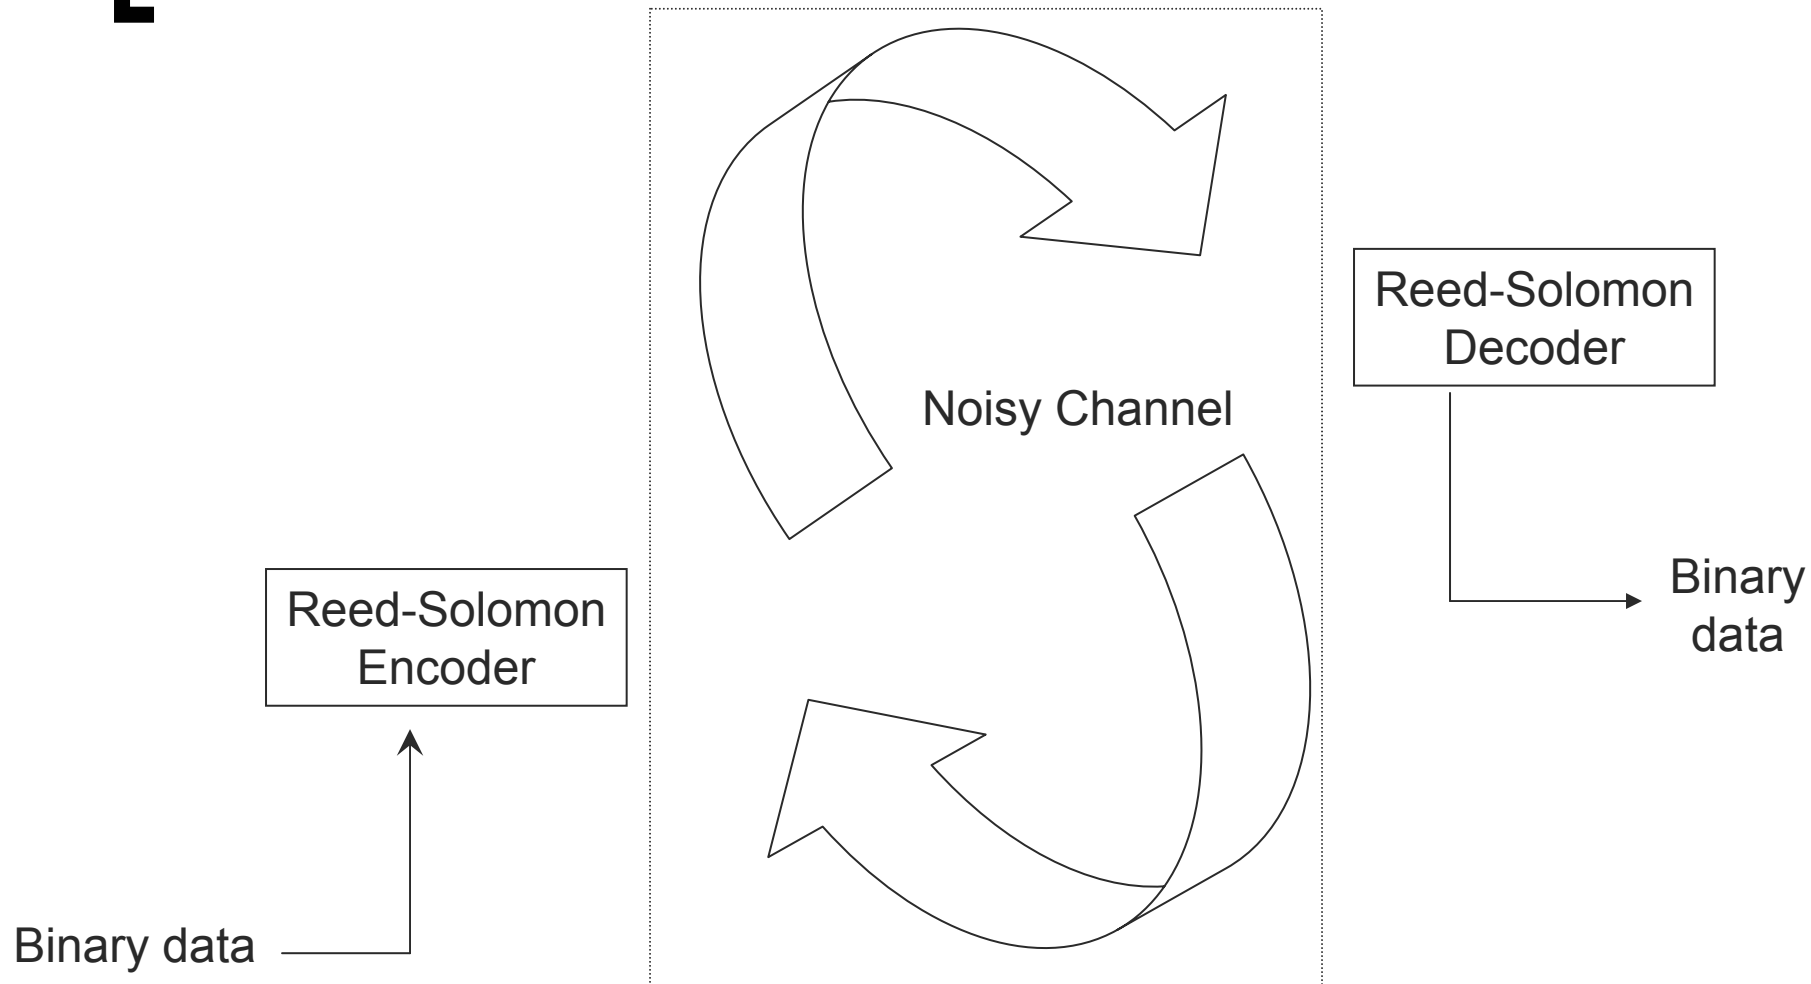 Reed-Solomon
Decoder
Noisy Channel
Reed-Solomon
Encoder
Binary
data
Binary data